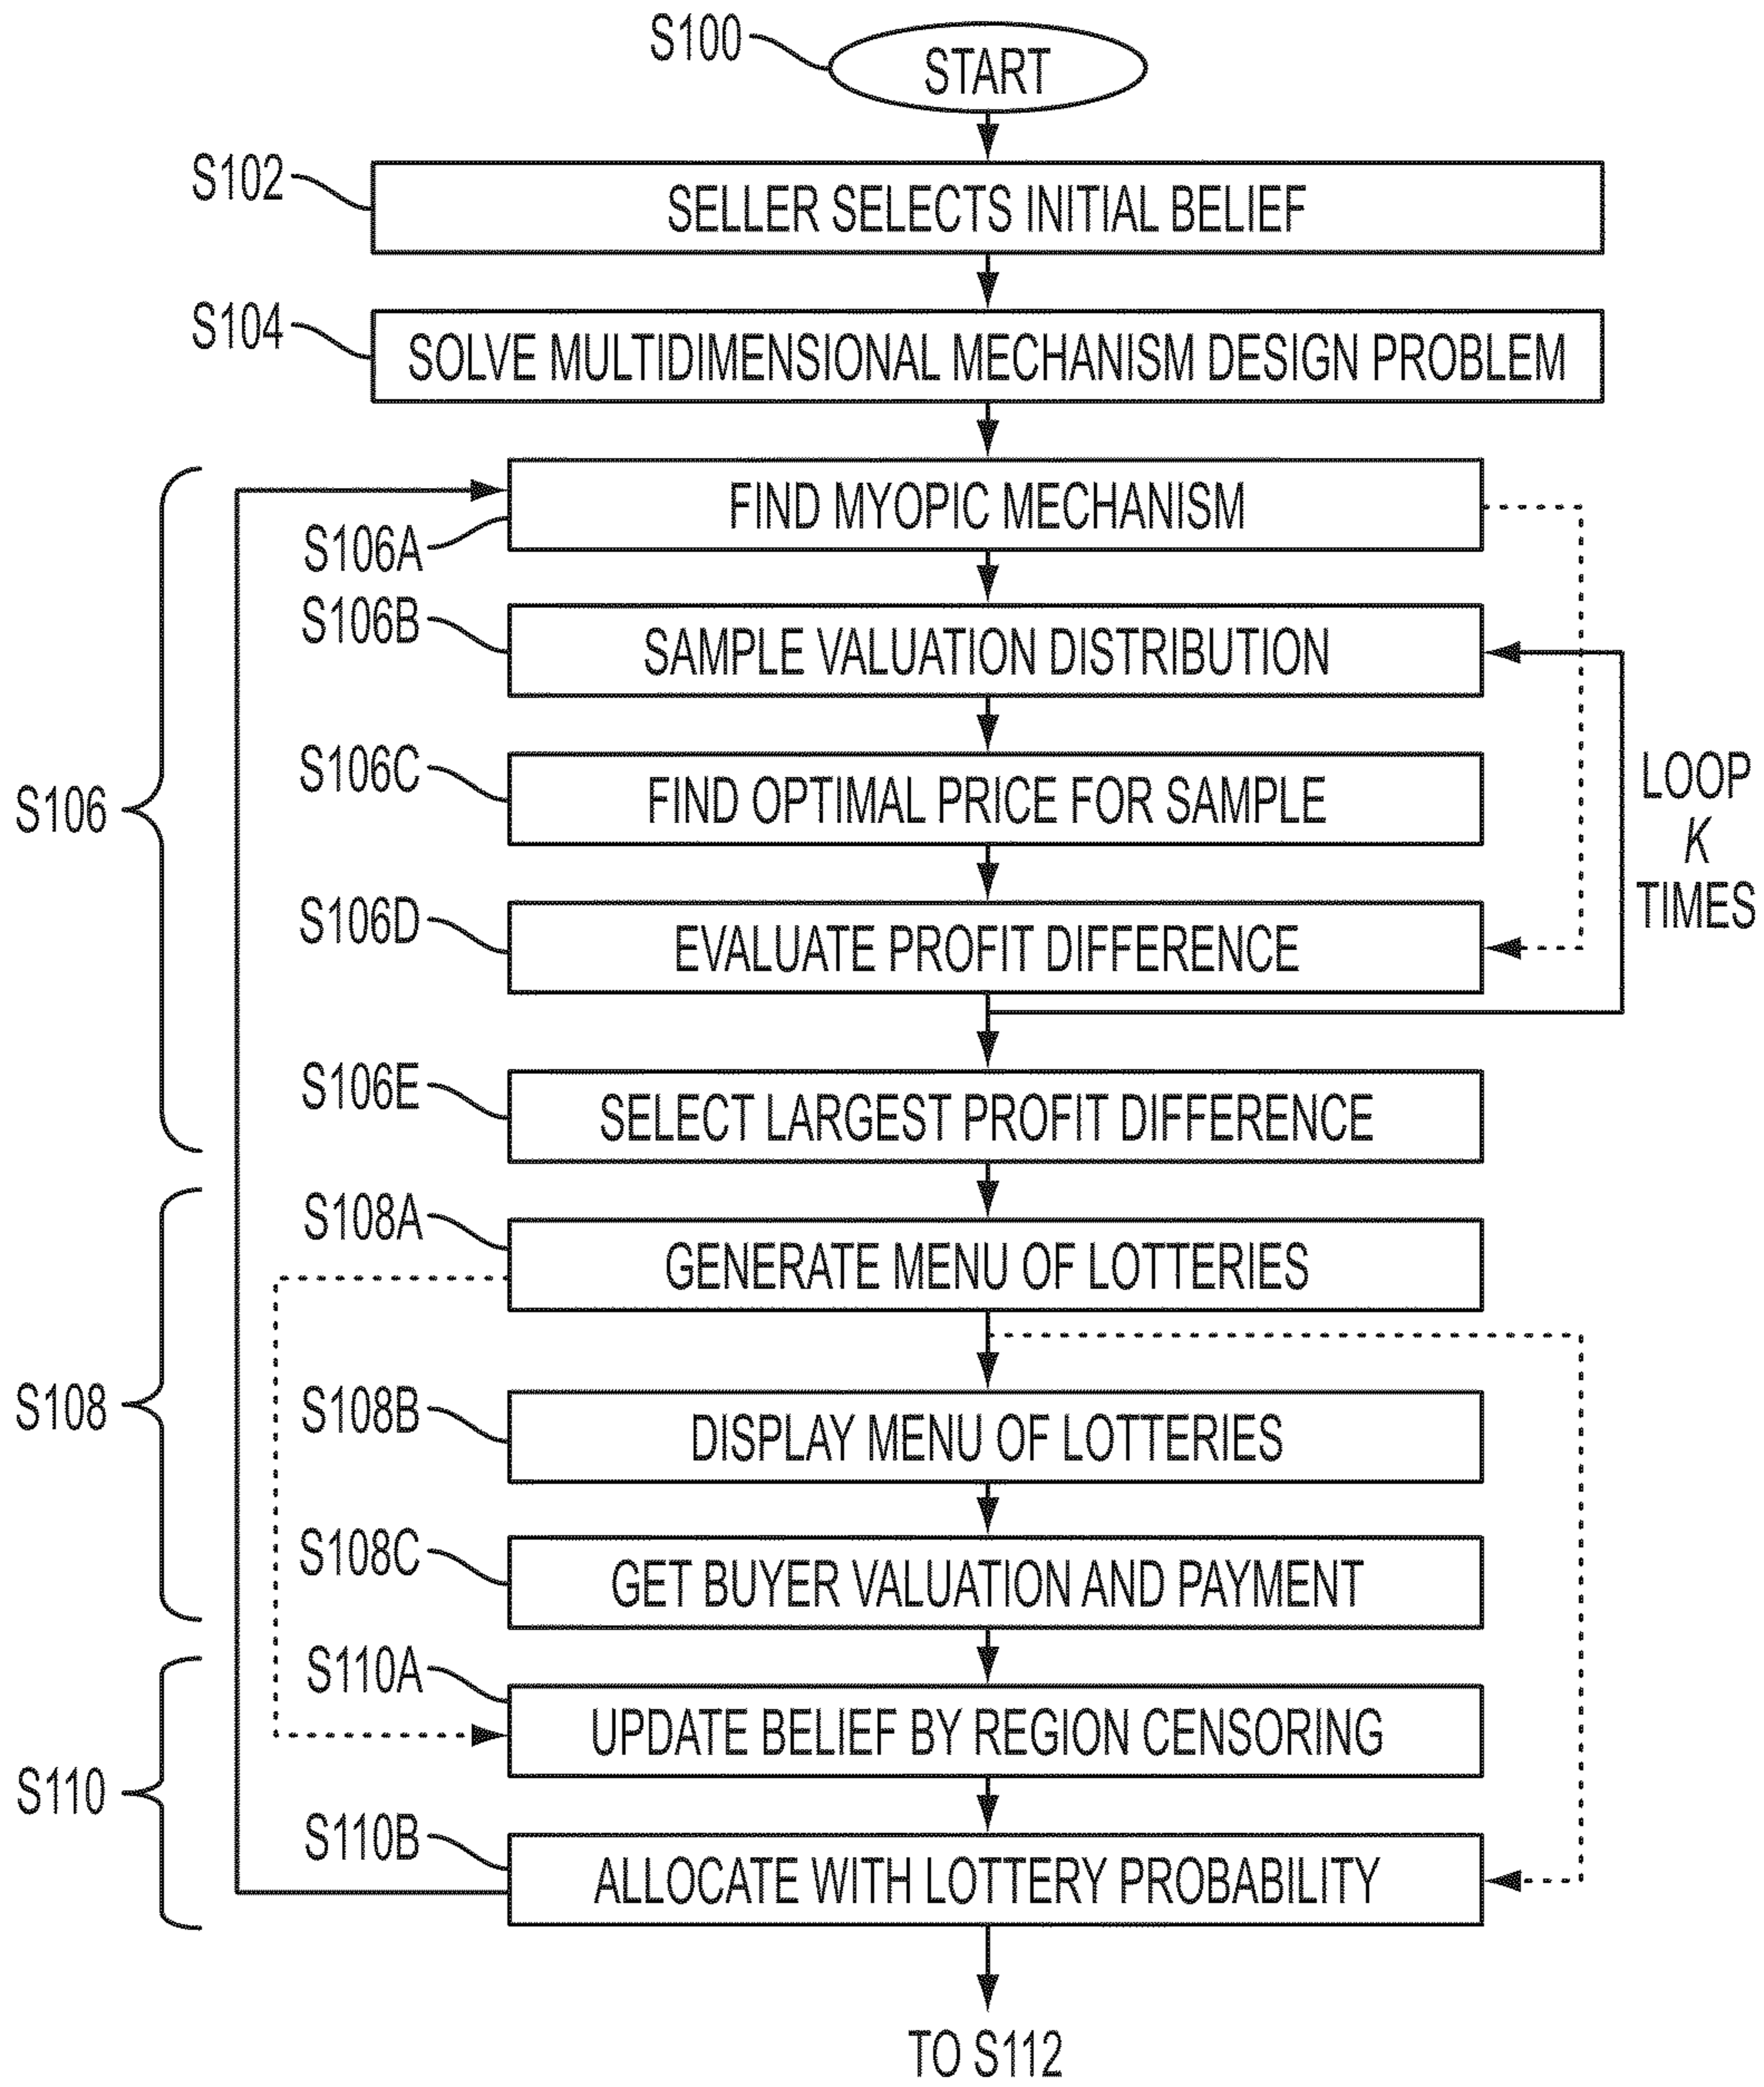 S100
START
S102
SELLER SELECTS INITIAL BELIEF
S104
SOLVE MULTIDIMENSIONAL MECHANISM DESIGN PROBLEM
S106
FIND MYOPIC MECHANISM
S106A
S106B
SAMPLE VALUATION DISTRIBUTION
S106C
FIND OPTIMAL PRICE FOR SAMPLE
LOOP
K
TIMES
S106D
EVALUATE PROFIT DIFFERENCE
S106E
SELECT LARGEST PROFIT DIFFERENCE
S108
S108A
GENERATE MENU OF LOTTERIES
S108B
DISPLAY MENU OF LOTTERIES
S108C
GET BUYER VALUATION AND PAYMENT
S110
S110A
UPDATE BELIEF BY REGION CENSORING
S110B
ALLOCATE WITH LOTTERY PROBABILITY
TO S112